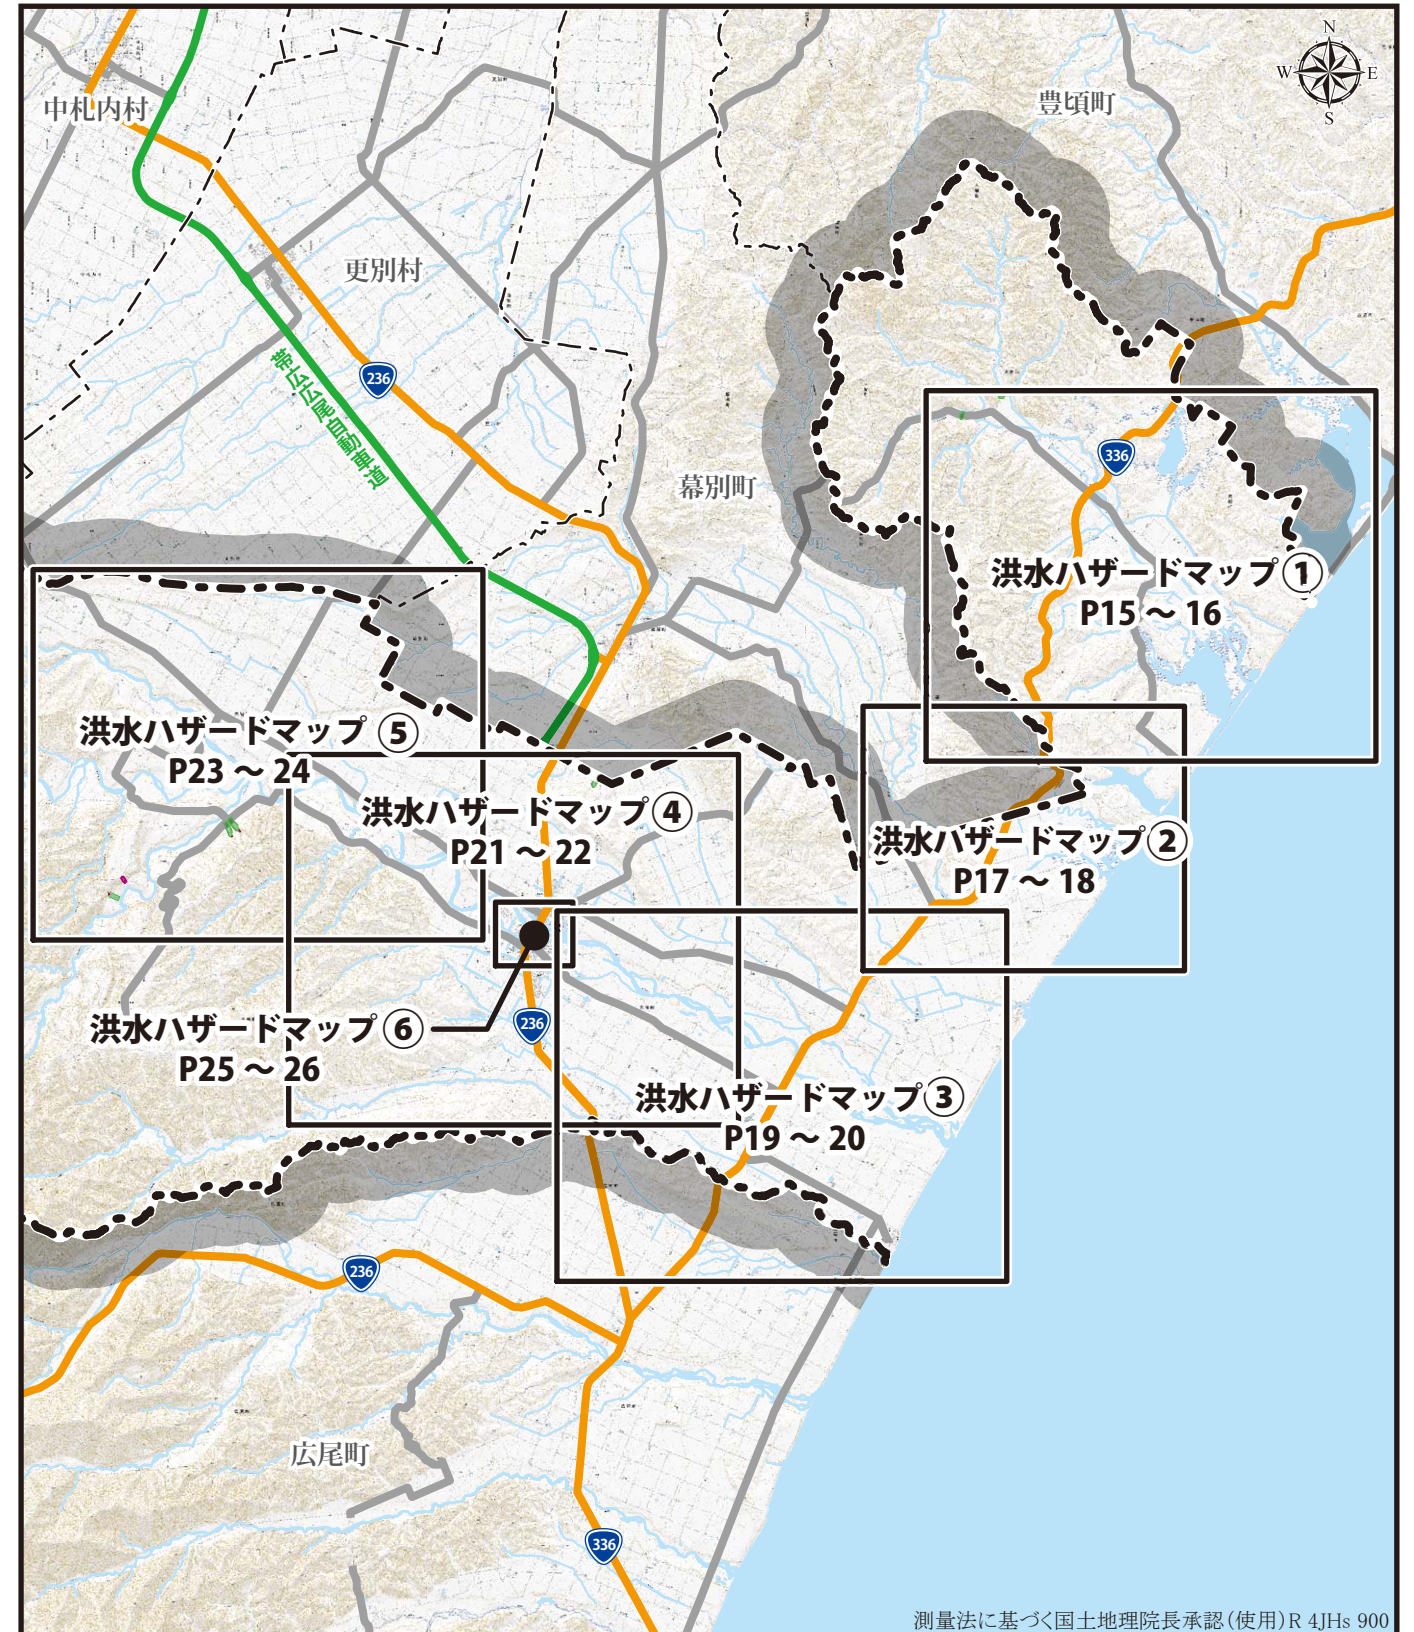 N
W E
S
中札内村
豊頃町
更別村
236
帯広広尾自動車道
336
幕別町
洪水ハザードマップ①
P15 ～ 16
洪水ハザードマップ⑤
P23 ～ 24
洪水ハザードマップ④
P21 ～ 22
洪水ハザードマップ②
P17 ～ 18
洪水ハザードマップ⑥
P25 ～ 26
236
洪水ハザードマップ③
P19 ～ 20
236
広尾町
336
測量法に基づく国土地理院長承認（使用）R 4JHs 900